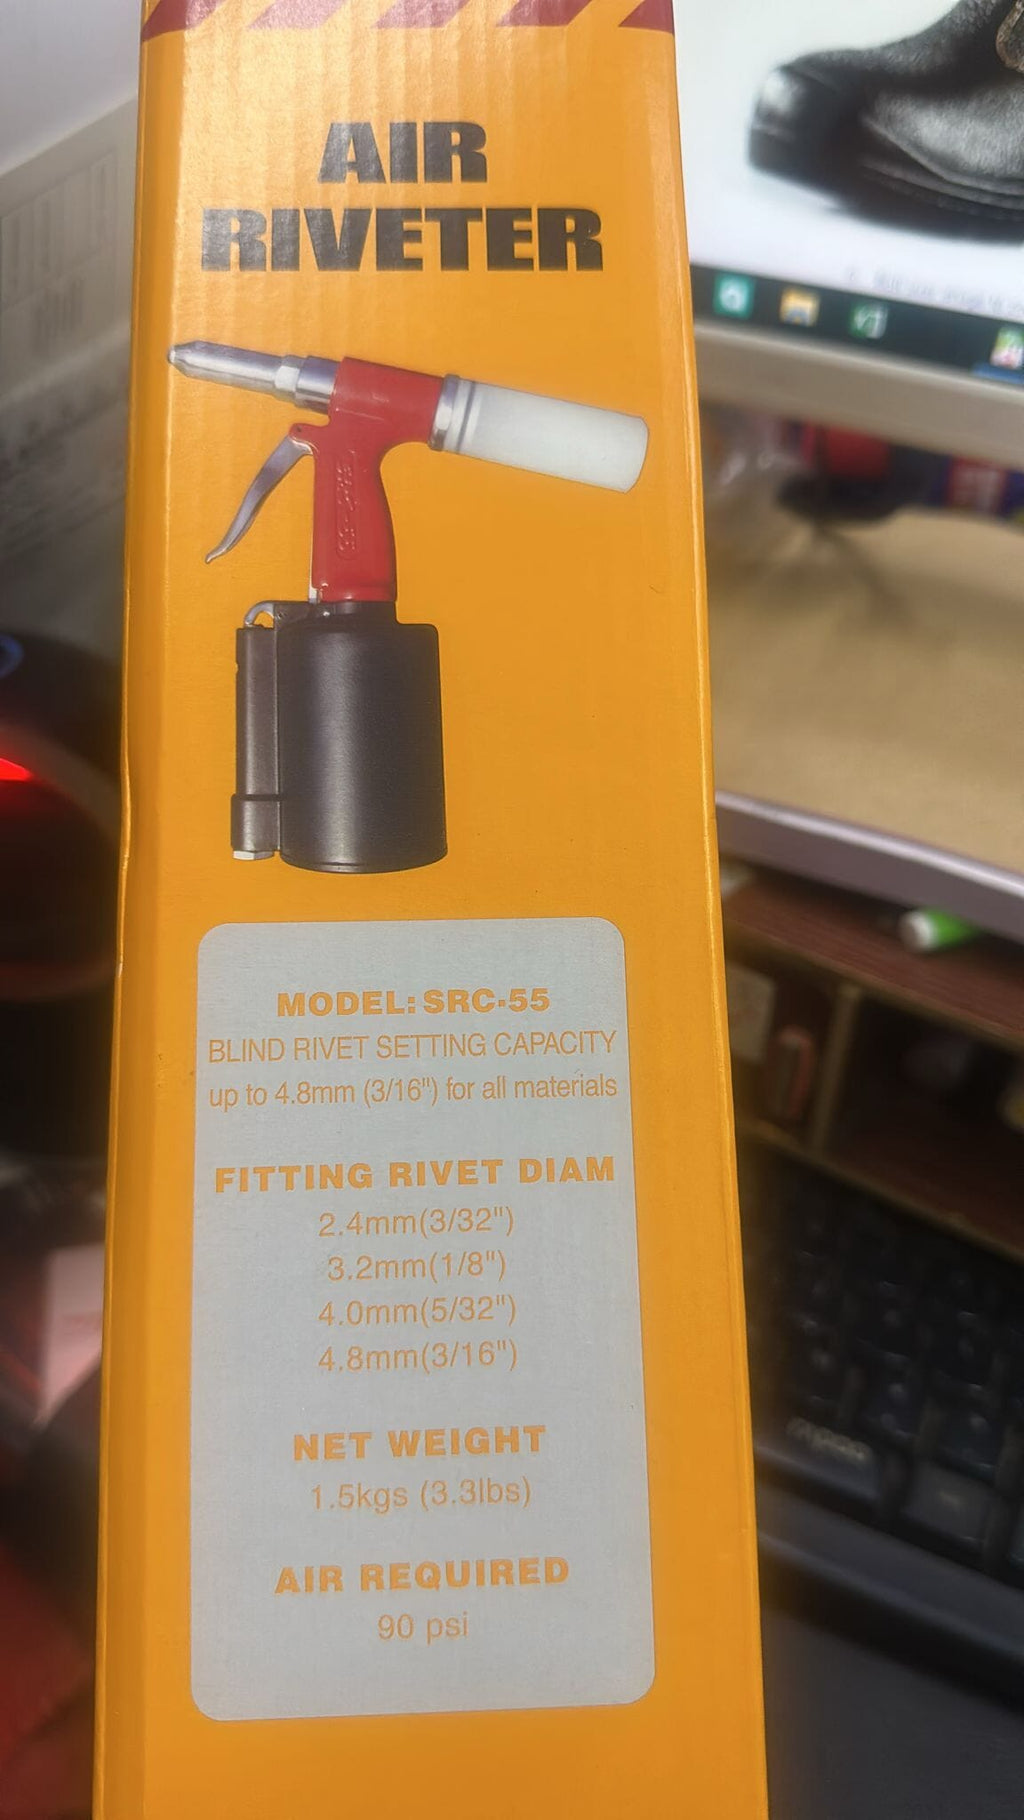 AIR
RIVETER
MODEL: SRC-55
BLIND RIVET SETTING CAPACITY
up to 4.8mm (3/16") for all materials
FITTING RIVET DIAM
2.4mm(3/32")
3.2mm(1/8")
4.0mm(5/32")
4.8mm(3/16")
NET WEIGHT
1.5kgs (3.3lbs)
AIR REQUIRED
90 psi